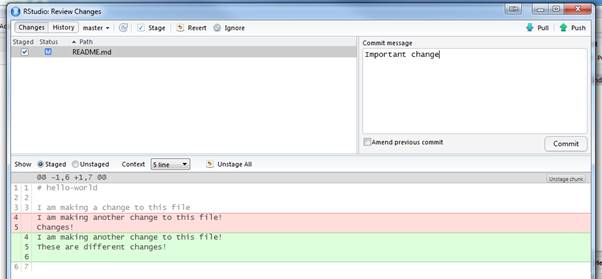 RStudio: Review Changes
Changes History master Stage Revert Ignore Pull Push
Staged Status Path
M README.md
Commit message
Important change
Amend previous commit Commit
Show Staged Unstaged Context 5 line Unstage All
@@ -1,6 +1,7 @@ Unstage chunk
1 1 # hello-world
2 2
3 3 I am making a change to this file
4 I am making another change to this file!
5 Changes!
4 I am making another change to this file!
5 These are different changes!
6
6 7